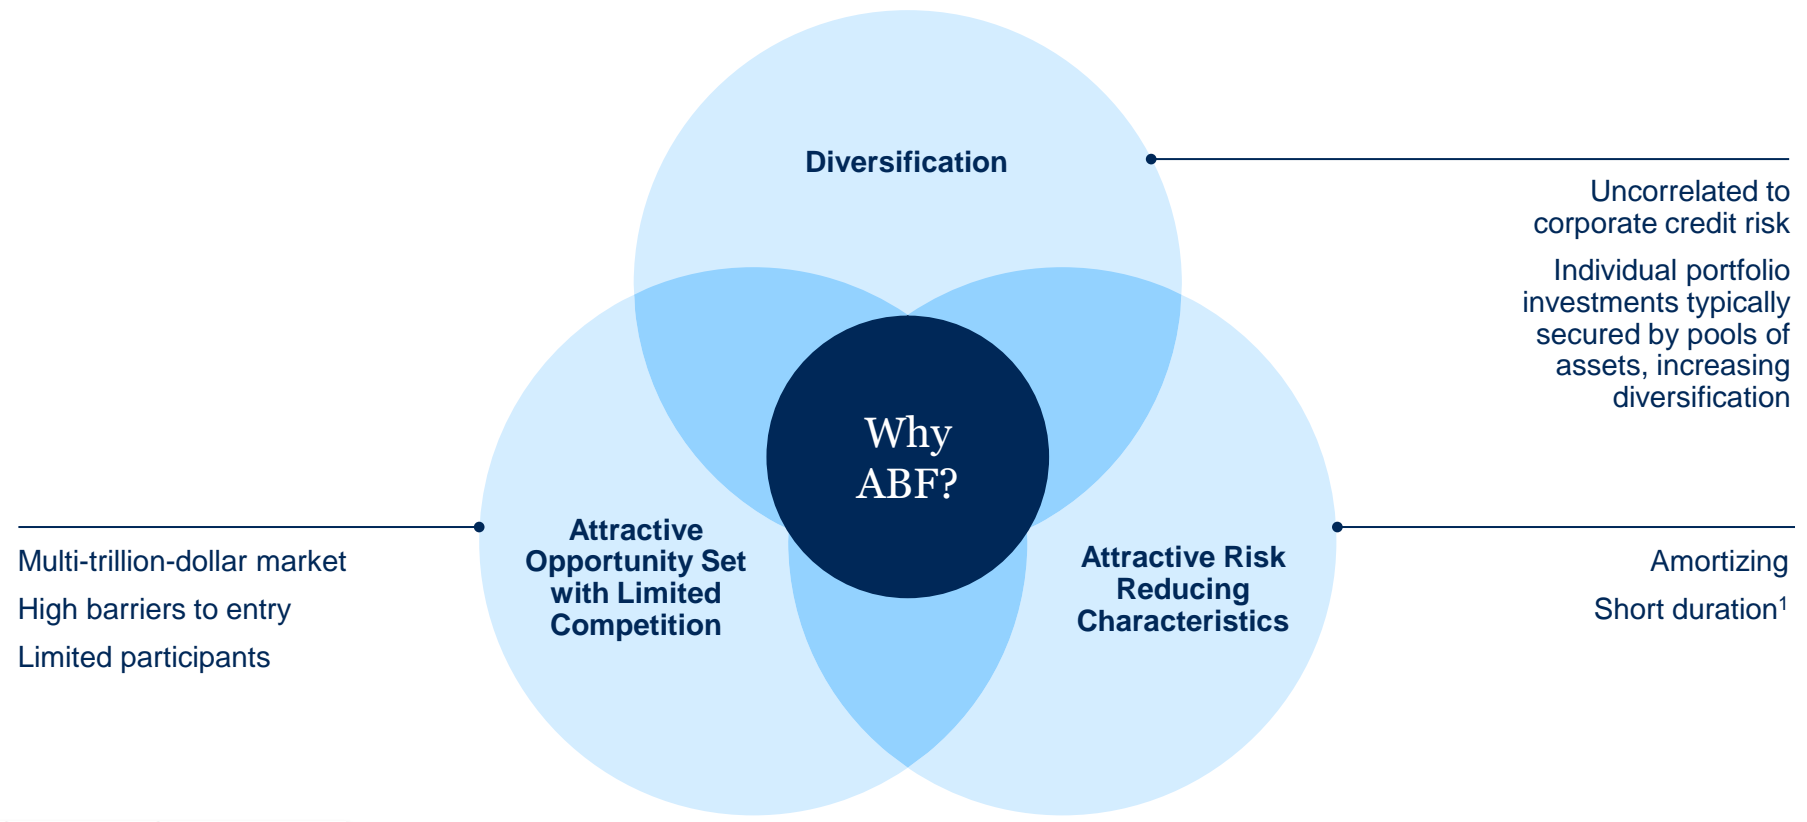 Diversification
Uncorrelated to
corporate credit risk
Individual portfolio
investments typically
secured by pools of
assets, increasing
diversification
Why
ABF?
Attractive
Opportunity Set
with Limited
Competition
Multi-trillion-dollar market
High barriers to entry
Limited participants
Attractive Risk
Reducing
Characteristics
Amortizing
Short duration¹